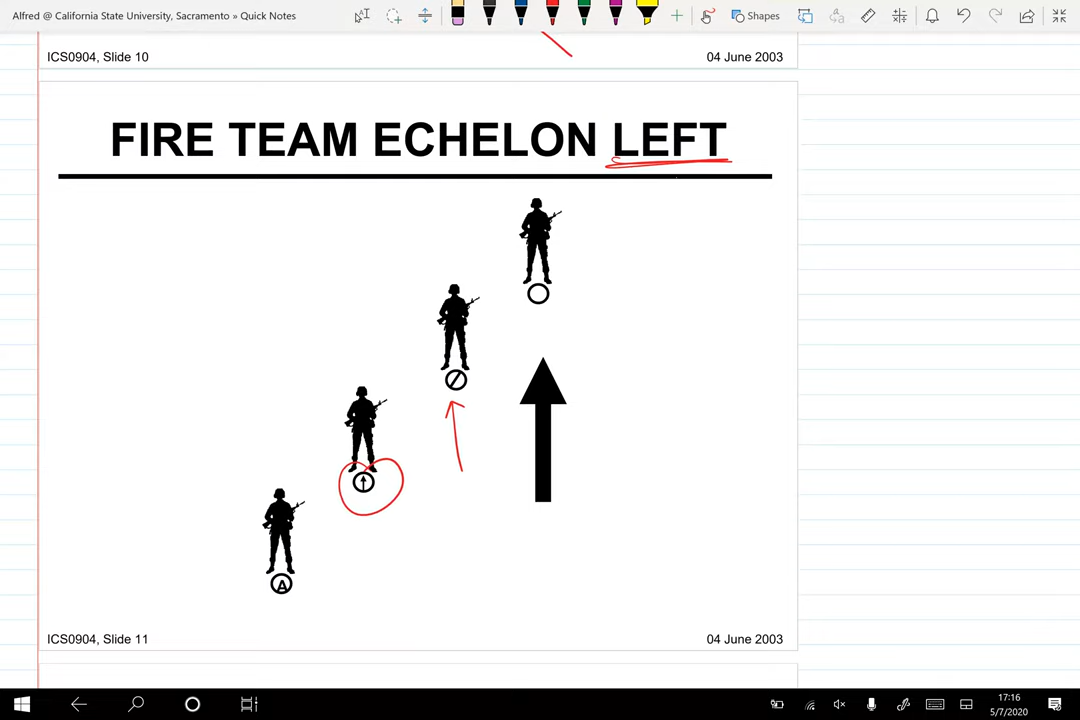 Alfred @ California State University, Sacramento » Quick Notes
Shapes
ICS0904, Slide 10
04 June 2003
FIRE TEAM ECHELON LEFT
A
ICS0904, Slide 11
04 June 2003
17:16
5/7/2020